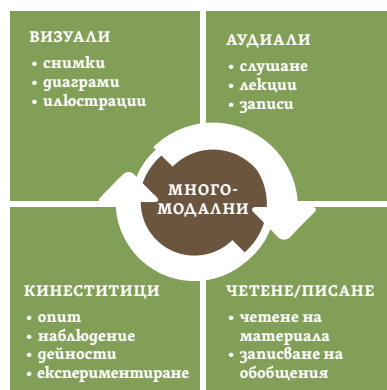 ВИЗУАЛИ
• снимки
• диаграми
• илюстрации
АУДИАЛИ
• слушане
• лекции
• записи
МНОГО-
МОДАЛНИ
КИНЕСТИТИЦИ
• опит
• наблюдение
• дейности
• експериментиране
ЧЕТЕНЕ/ПИСАНЕ
• четене на
материала
• записване на
обобщения